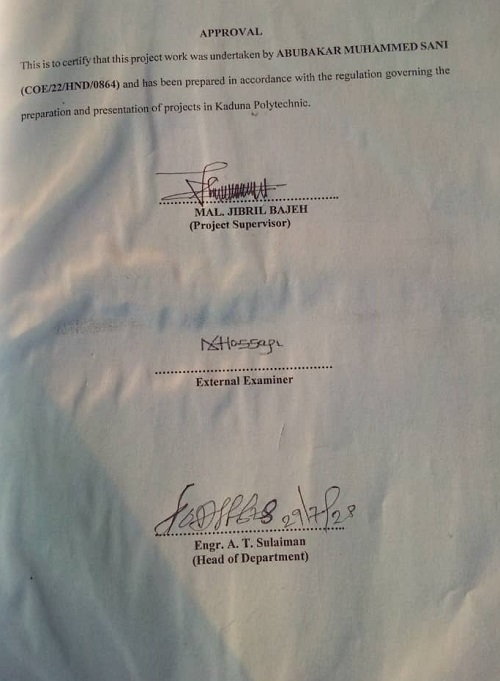 APPROVAL
This is to certify that this project work was undertaken by ABUBAKAR MUHAMMED SANI
(COE/22/HND/0864) and has been prepared in accordance with the regulation governing the
preparation and presentation of projects in Kaduna Polytechnic.
MAL. JIBRIL BAJEH
(Project Supervisor)
External Examiner
29/7/28
Engr. A. T. Sulaiman
(Head of Department)